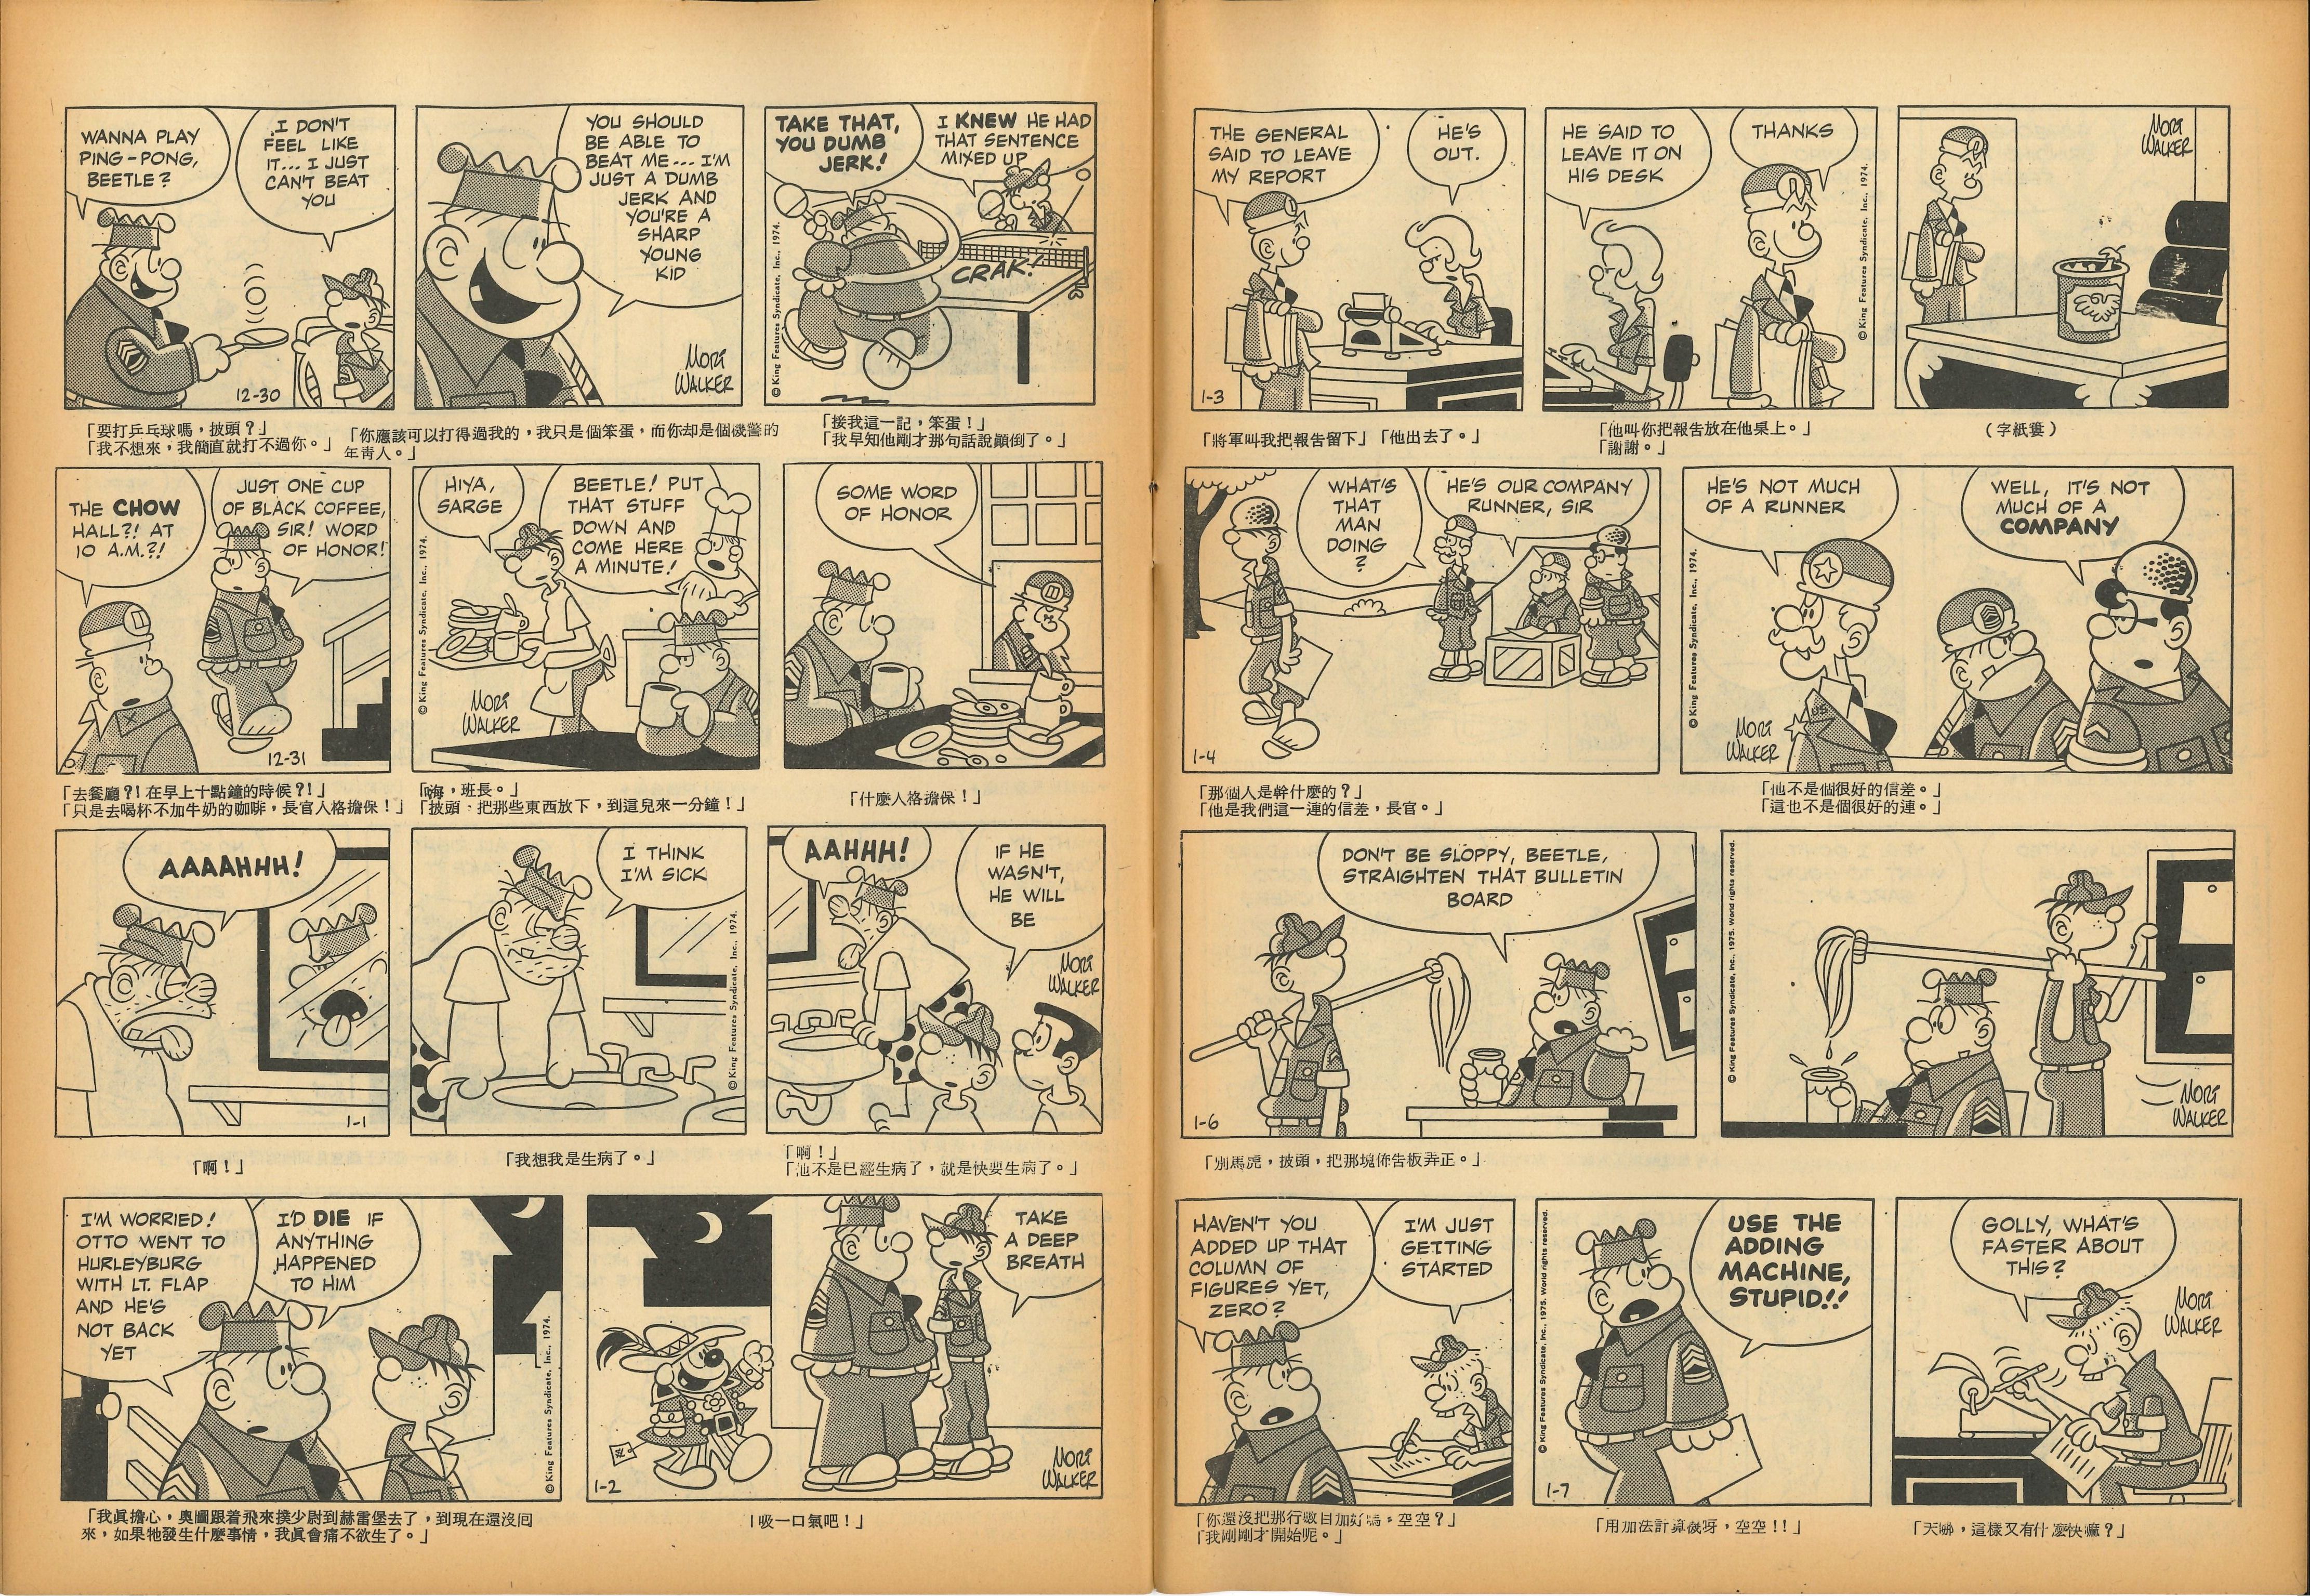 WANNA PLAY
PING-PONG,
BEETLE?
I DON'T
FEEL LIKE
IT... I JUST
CAN'T BEAT
YOU
12-30
YOU SHOULD
BE ABLE TO
BEAT ME--- I'M
JUST A DUMB
JERK AND
YOU'RE A
SHARP
YOUNG
KID
MORT
WALKER
TAKE THAT,
YOU DUMB
JERK!
I KNEW HE HAD
THAT SENTENCE
MIXED UP
CRAK!
© King Features Syndicate, Inc., 1974.
「要打乒乓球嗎，披頭？」
「我不想來，我簡直就打不過你。」
「你應該可以打得過我的，我只是個笨蛋，而你却是個機警的
年青人。」
「接我這一記，笨蛋！」
「我早知他剛才那句話說顚倒了。」
THE CHOW
HALL?! AT
10 A.M.?!
JUST ONE CUP
OF BLACK COFFEE,
SIR! WORD
OF HONOR!
12-31
HIYA,
SARGE
BEETLE! PUT
THAT STUFF
DOWN AND
COME HERE
A MINUTE!
© King Features Syndicate, Inc., 1974.
MORT
WALKER
SOME WORD
OF HONOR
「去餐廳？！在早上十點鐘的時候？！」
「只是去喝杯不加牛奶的咖啡，長官人格擔保！」
「嗨，班長。」
「披頭、把那些東西放下，到這兒來一分鐘！」
「什麼人格擔保！」
AAAAHHH!
1-1
I THINK
I'M SICK
© King Features Syndicate, Inc., 1974.
AAHHH!
IF HE
WASN'T,
HE WILL
BE
MORT
WALKER
「啊！」
「我想我是生病了。」
「啊！」
「他不是已經生病了，就是快要生病了。」
I'M WORRIED!
OTTO WENT TO
HURLEYBURG
WITH LT. FLAP
AND HE'S
NOT BACK
YET
I'D DIE IF
ANYTHING
HAPPENED
TO HIM
© King Features Syndicate, Inc., 1974.
TAKE
A DEEP
BREATH
1-2
MORT
WALKER
「我眞擔心，奧圖跟着飛來撲少尉到赫雷堡去了，到現在還沒囘
來，如果牠發生什麼事情，我眞會痛不欲生了。」
「吸一口氣吧！」
THE GENERAL
SAID TO LEAVE
MY REPORT
HE'S
OUT.
1-3
HE SAID TO
LEAVE IT ON
HIS DESK
THANKS
© King Features Syndicate, Inc., 1974.
MORT
WALKER
「將軍叫我把報告留下」「他出去了。」
「他叫你把報告放在他桌上。」
「謝謝。」
（字紙簍）
WHAT'S
THAT
MAN
DOING
?
HE'S OUR COMPANY
RUNNER, SIR
1-4
HE'S NOT MUCH
OF A RUNNER
WELL, IT'S NOT
MUCH OF A
COMPANY
© King Features Syndicate, Inc., 1974.
US
MORT
WALKER
「那個人是幹什麼的？」
「他是我們這一連的信差，長官。」
「他不是個很好的信差。」
「這也不是個很好的連。」
DON'T BE SLOPPY, BEETLE,
STRAIGHTEN THAT BULLETIN
BOARD
1-6
© King Features Syndicate, Inc., 1975. World rights reserved.
MORT
WALKER
「別馬虎，披頭，把那塊佈告板弄正。」
HAVEN'T YOU
ADDED UP THAT
COLUMN OF
FIGURES YET,
ZERO?
I'M JUST
GETTING
STARTED
© King Features Syndicate, Inc., 1975. World rights reserved.
USE THE
ADDING
MACHINE,
STUPID!!
1-7
GOLLY, WHAT'S
FASTER ABOUT
THIS?
MORT
WALKER
「你還沒把那行數目加好嗎，空空？」
「我剛剛才開始呢。」
「用加法計算機呀，空空！！」
「天哪，這樣又有什麼快嘛？」